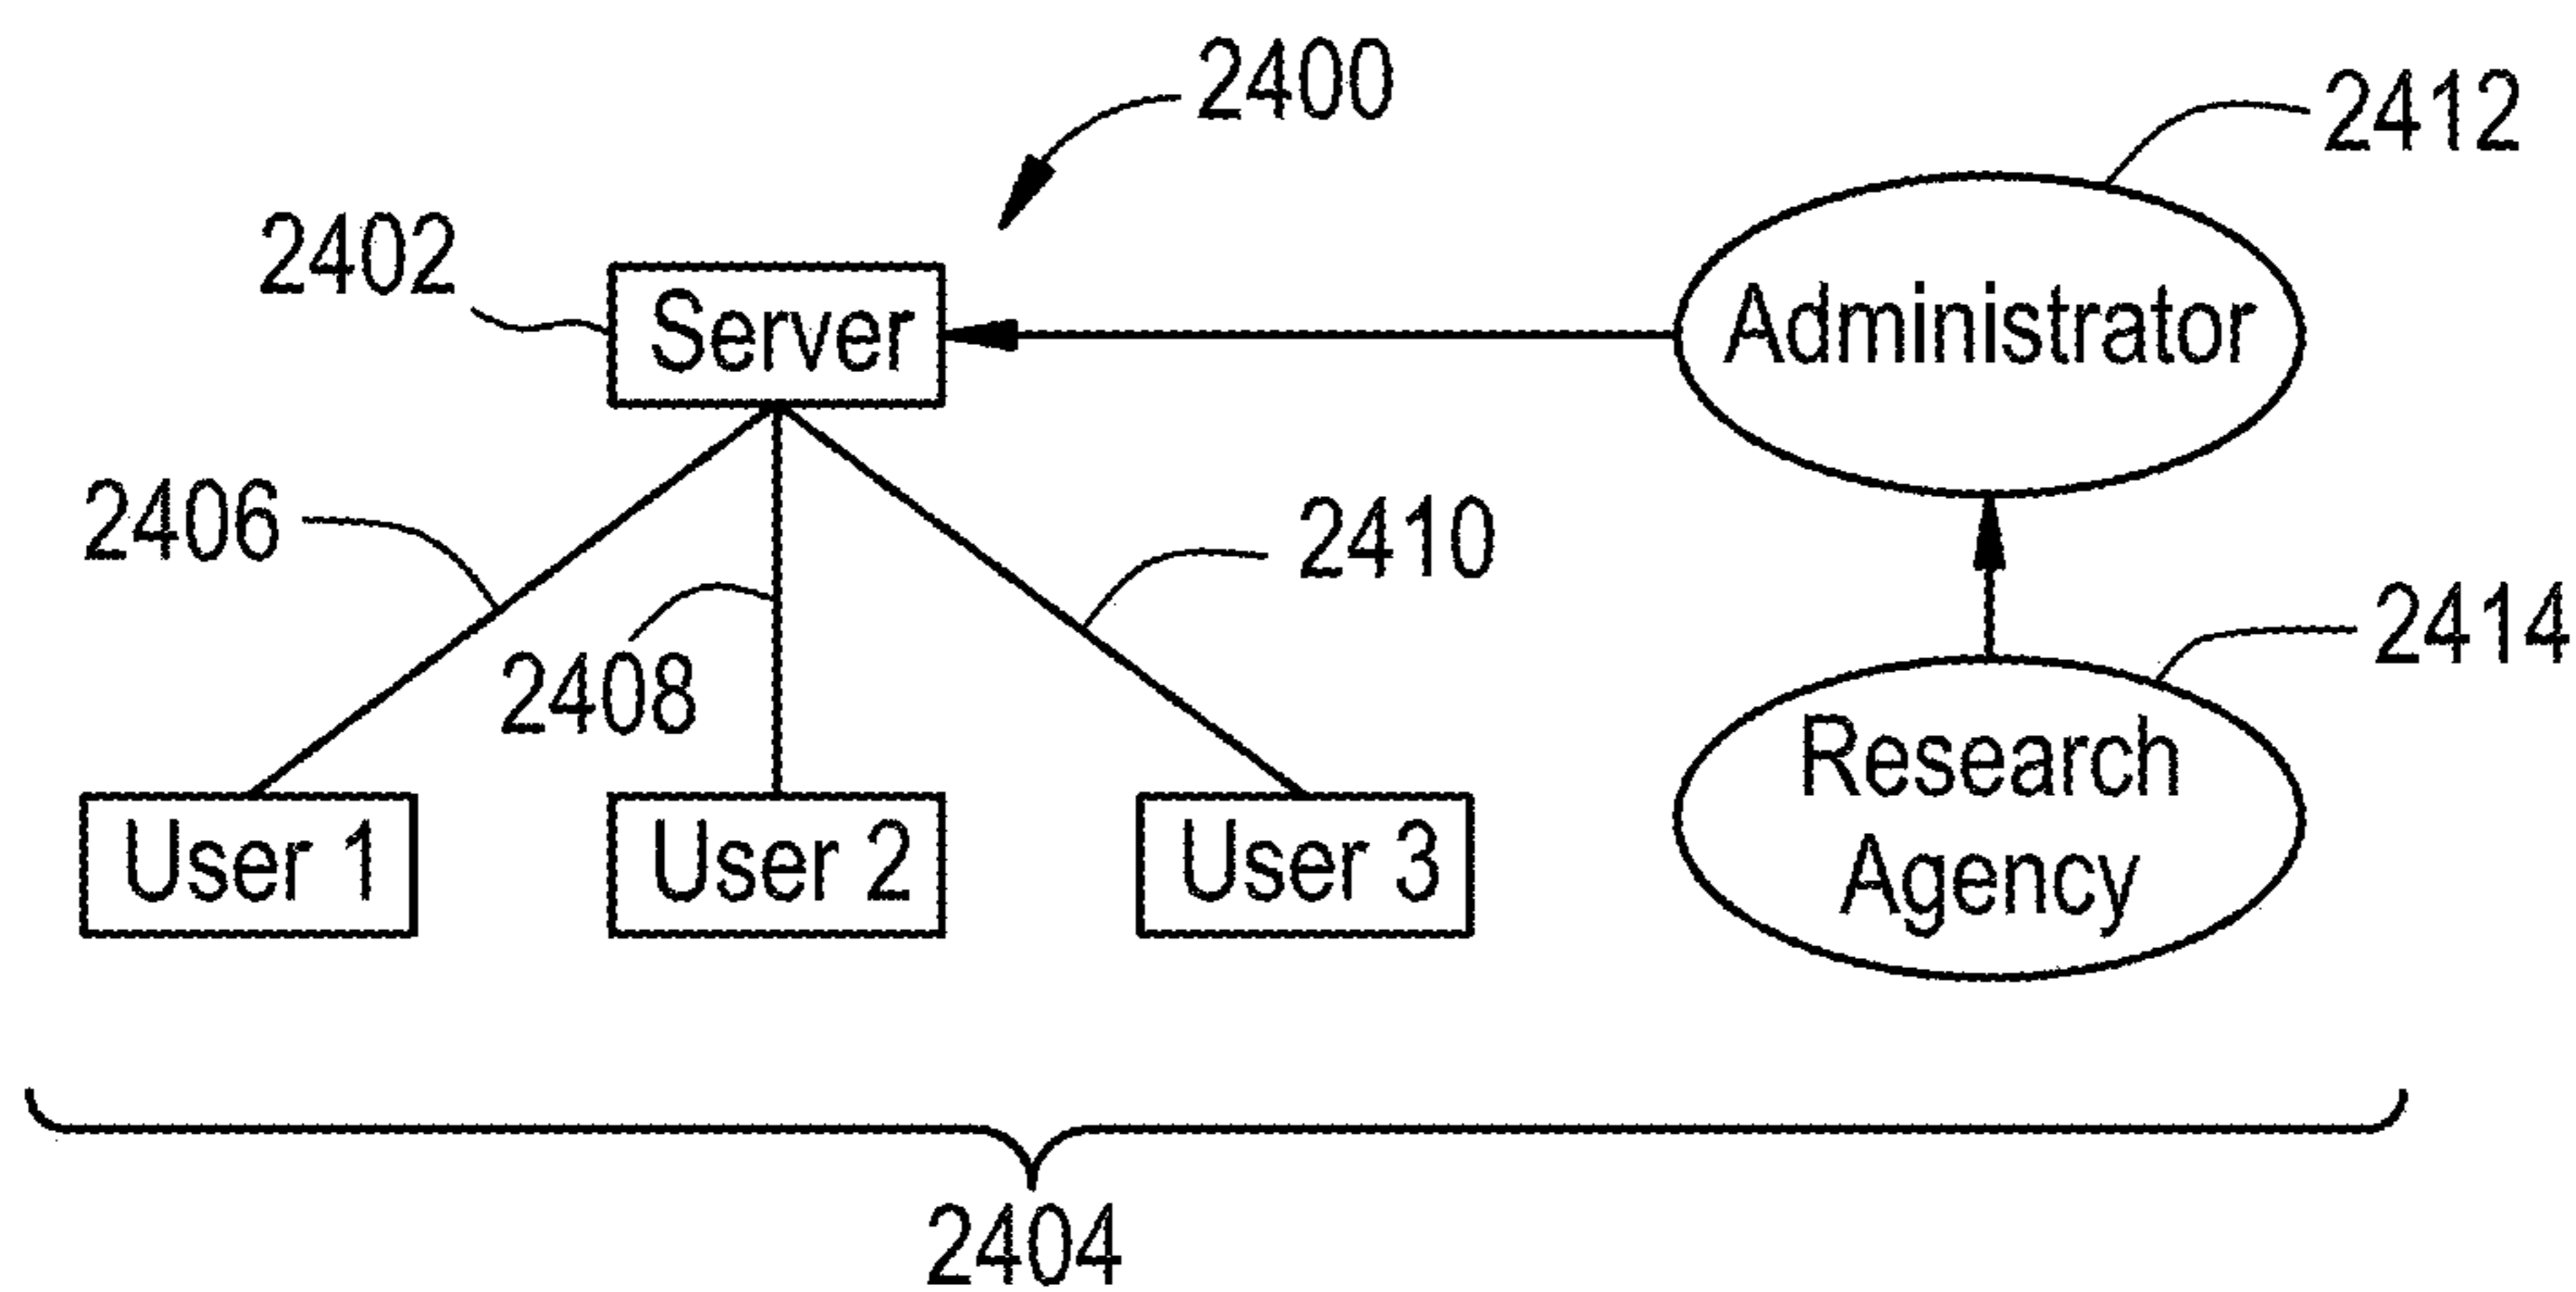 2400
2412
2402
Server
Administrator
2406
2410
2408
2414
Research
Agency
User 1
User 2
User 3
2404